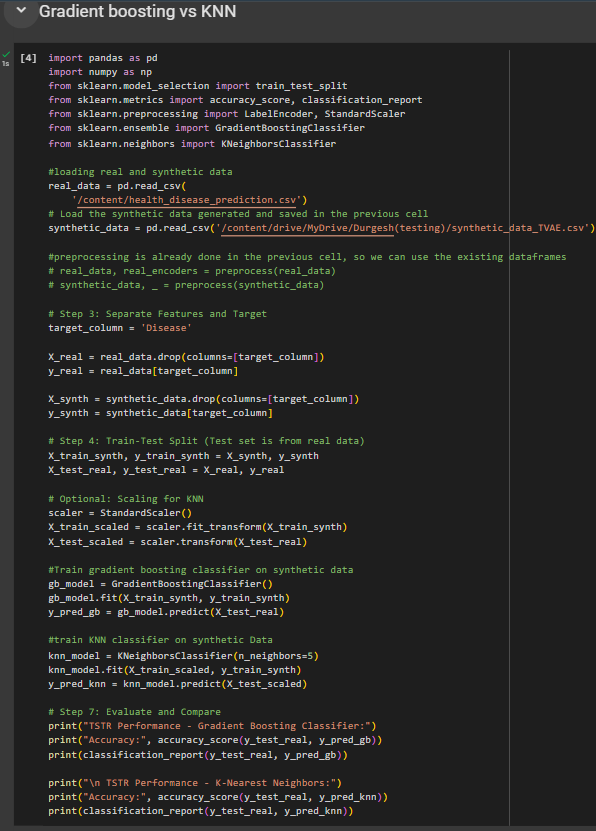 Gradient boosting vs KNN
[4] import pandas as pd
1s
import numpy as np
from sklearn.model_selection import train_test_split
from sklearn.metrics import accuracy_score, classification_report
from sklearn.preprocessing import LabelEncoder, StandardScaler
from sklearn.ensemble import GradientBoostingClassifier
from sklearn.neighbors import KNeighborsClassifier
#loading real and synthetic data
real_data = pd.read_csv(
'/content/health_disease_prediction.csv')
# Load the synthetic data generated and saved in the previous cell
synthetic_data = pd.read_csv('/content/drive/MyDrive/Durgesh(testing)/synthetic_data_TVAE.csv')
#preprocessing is already done in the previous cell, so we can use the existing dataframes
# real_data, real_encoders = preprocess(real_data)
# synthetic_data, _ = preprocess(synthetic_data)
# Step 3: Separate Features and Target
target_column = 'Disease'
X_real = real_data.drop(columns=[target_column])
y_real = real_data[target_column]
X_synth = synthetic_data.drop(columns=[target_column])
y_synth = synthetic_data[target_column]
# Step 4: Train-Test Split (Test set is from real data)
X_train_synth, y_train_synth = X_synth, y_synth
X_test_real, y_test_real = X_real, y_real
# Optional: Scaling for KNN
scaler = StandardScaler()
X_train_scaled = scaler.fit_transform(X_train_synth)
X_test_scaled = scaler.transform(X_test_real)
#Train gradient boosting classifier on synthetic data
gb_model = GradientBoostingClassifier()
gb_model.fit(X_train_synth, y_train_synth)
y_pred_gb = gb_model.predict(X_test_real)
#train KNN classifier on synthetic Data
knn_model = KNeighborsClassifier(n_neighbors=5)
knn_model.fit(X_train_scaled, y_train_synth)
y_pred_knn = knn_model.predict(X_test_scaled)
# Step 7: Evaluate and Compare
print("TSTR Performance - Gradient Boosting Classifier:")
print("Accuracy:", accuracy_score(y_test_real, y_pred_gb))
print(classification_report(y_test_real, y_pred_gb))
print("\n TSTR Performance - K-Nearest Neighbors:")
print("Accuracy:", accuracy_score(y_test_real, y_pred_knn))
print(classification_report(y_test_real, y_pred_knn))